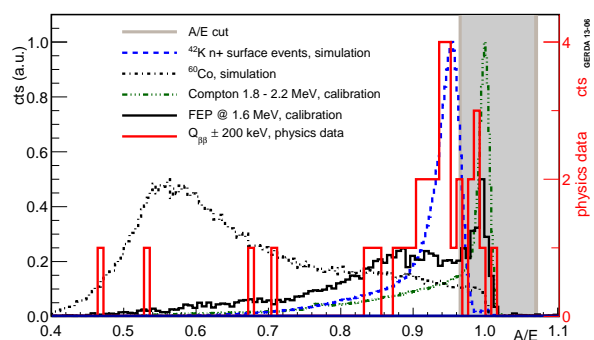 A/E cut
⁴²K n+ surface events, simulation
⁶⁰Co, simulation
Compton 1.8 - 2.2 MeV, calibration
FEP @ 1.6 MeV, calibration
Qββ ± 200 keV, physics data
cts (a.u.)
1.0
0.8
0.6
0.4
0.2
0.0
0.4
0.5
0.6
0.7
0.8
0.9
1.0
1.1
A/E
4
3
2
1
0
physics data cts
GERDA 13-06